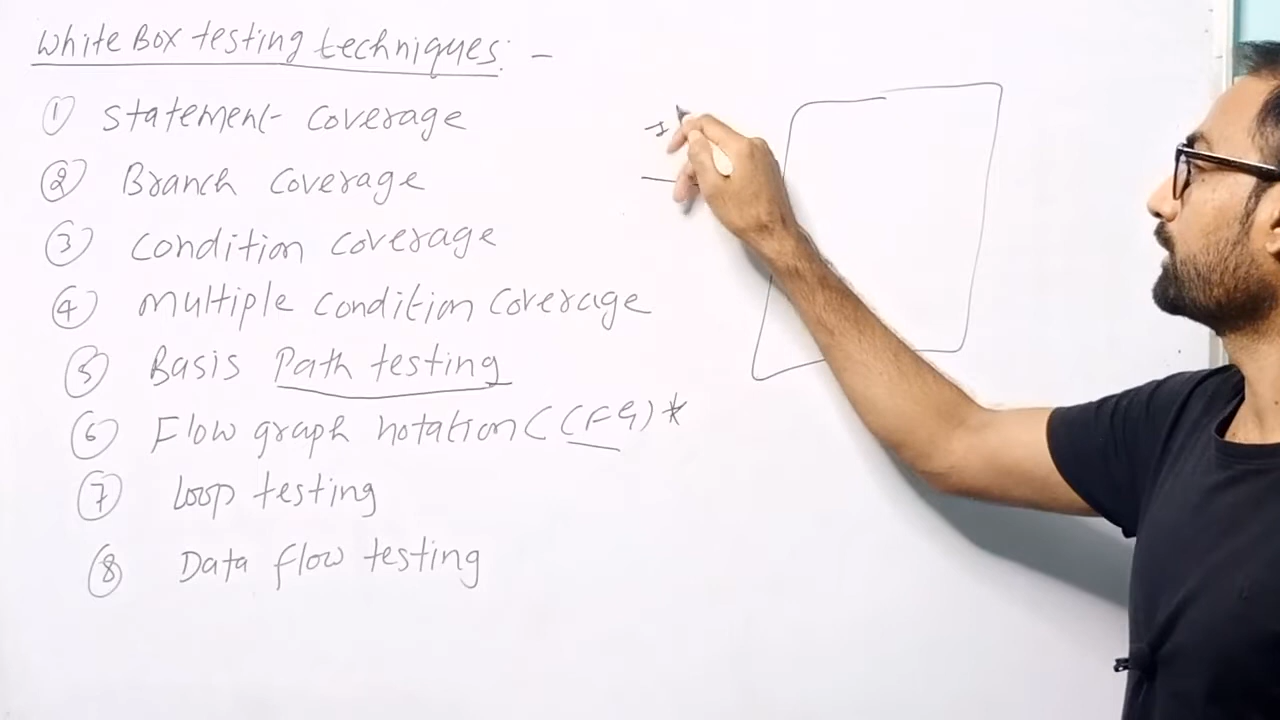 White Box testing techniques: -
① Statement coverage
② Branch coverage
③ condition coverage
④ multiple condition coverage
⑤ Basis Path testing
⑥ Flow graph notation (CFG)*
⑦ Loop testing
⑧ Data flow testing